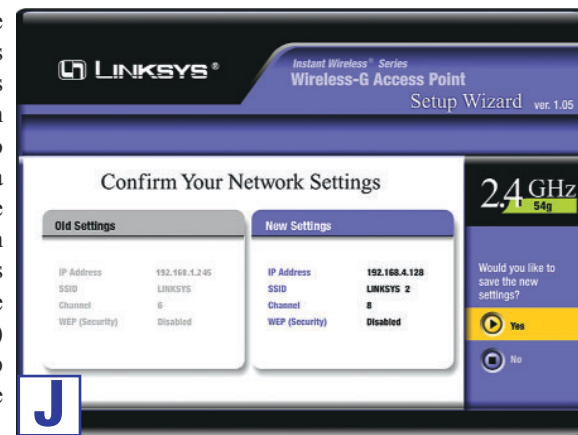 e
s
s
n
o
a
e
n
s
e
)
o
e
LINKSYS®
Instant Wireless® Series
Wireless-G Access Point
Setup Wizard ver. 1.05
2.4 GHz
54g
Confirm Your Network Settings
Old Settings
IP Address 192.168.1.245
SSID LINKSYS
Channel 6
WEP (Security) Disabled
New Settings
IP Address 192.168.4.128
SSID LINKSYS 2
Channel 8
WEP (Security) Disabled
Would you like to
save the new
settings?
Yes
No
J